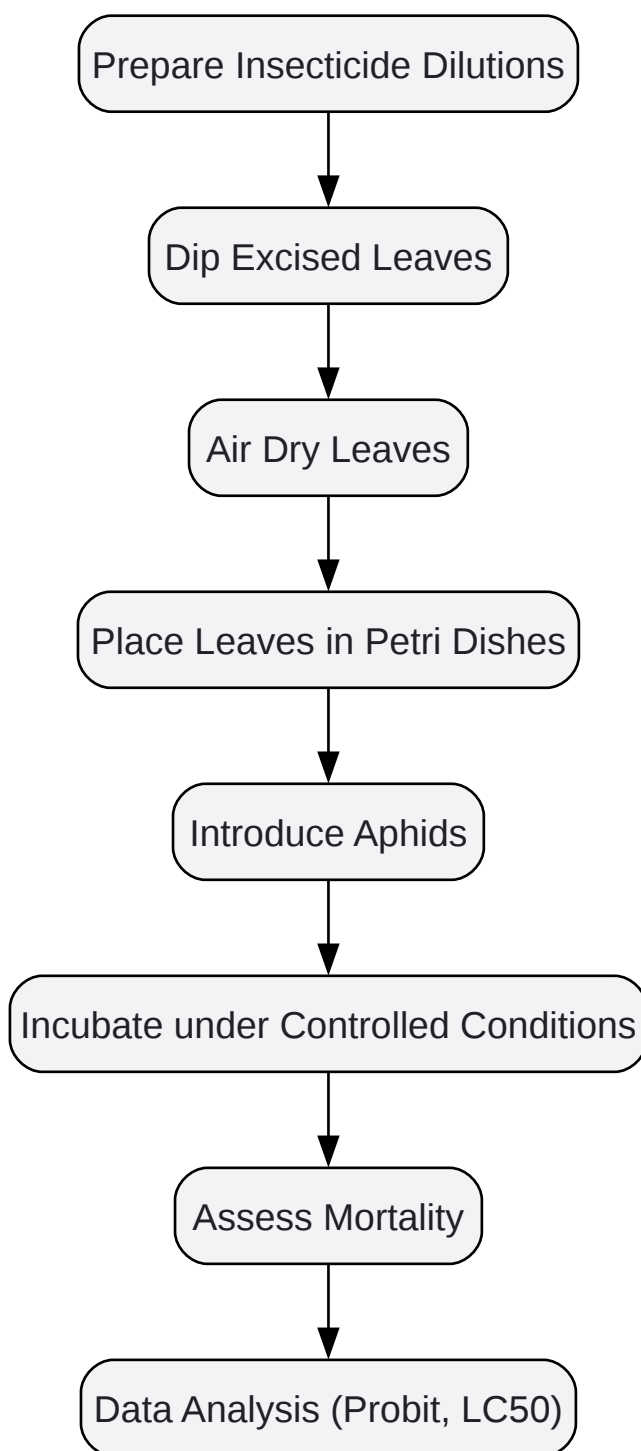 Prepare Insecticide Dilutions
Dip Excised Leaves
Air Dry Leaves
Place Leaves in Petri Dishes
Introduce Aphids
Incubate under Controlled Conditions
Assess Mortality
Data Analysis (Probit, LC50)